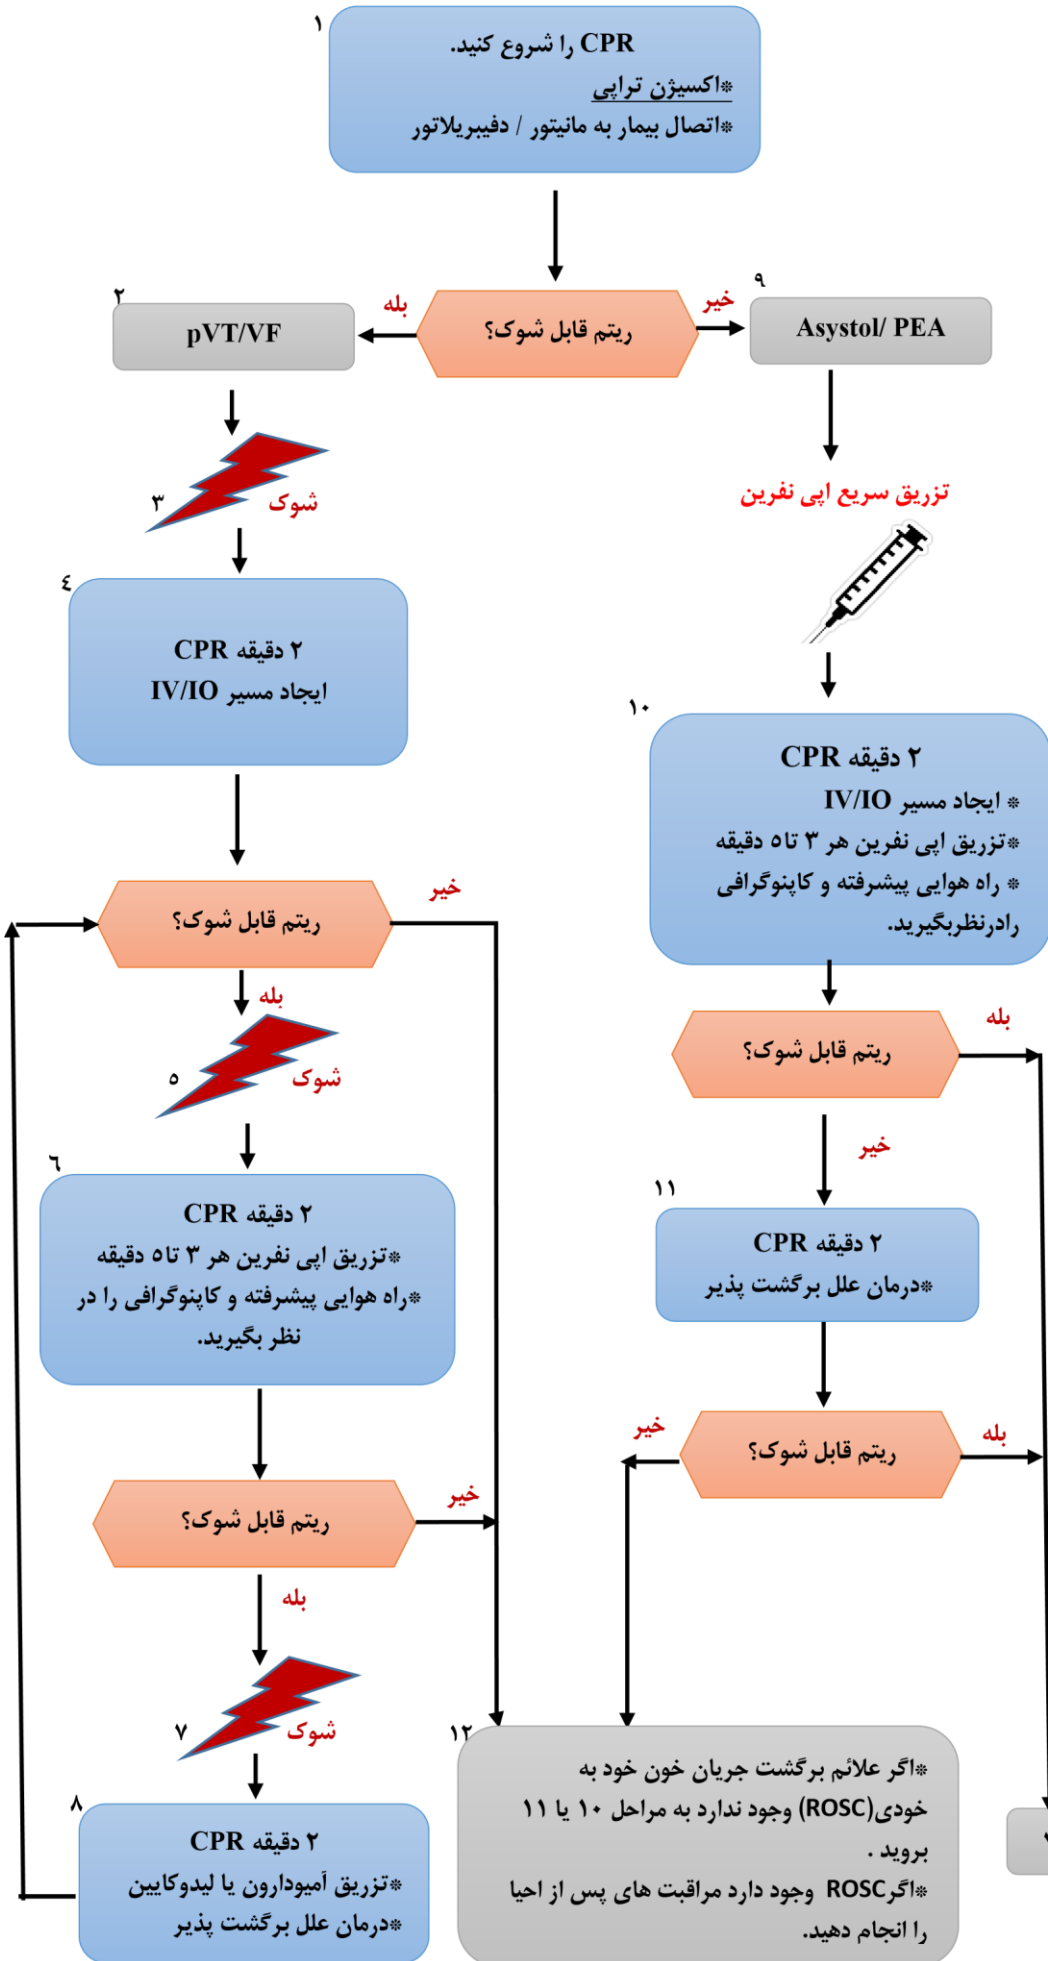 ۱
CPR را شروع کنید.
*اکسیژن تراپی
*اتصال بیمار به مانیتور / دفیبریلاتور
ریتم قابل شوک؟
بله
خیر
۲
pVT/VF
۳
شوک
٤
۲ دقیقه CPR
ایجاد مسیر IV/IO
ریتم قابل شوک؟
خیر
بله
٥
شوک
٦
۲ دقیقه CPR
*تزریق اپی نفرین هر ۳ تا٥ دقیقه
*راه هوایی پیشرفته و کاپنوگرافی را در
نظر بگیرید.
ریتم قابل شوک؟
خیر
بله
۷
شوک
۸
۲ دقیقه CPR
*تزریق آمیودارون یا لیدوکایین
*درمان علل برگشت پذیر
۹
Asystol/ PEA
تزریق سریع اپی نفرین
۱۰
۲ دقیقه CPR
* ایجاد مسیر IV/IO
*تزریق اپی نفرین هر ۳ تا٥ دقیقه
* راه هوایی پیشرفته و کاپنوگرافی
رادرنظربگیرید.
ریتم قابل شوک؟
بله
خیر
۱۱
۲ دقیقه CPR
*درمان علل برگشت پذیر
ریتم قابل شوک؟
بله
خیر
۱۲
*اگر علائم برگشت جریان خون خود به
خودی(ROSC) وجود ندارد به مراحل ۱۰ یا ۱۱
بروید .
*اگرROSC وجود دارد مراقبت های پس از احیا
را انجام دهید.